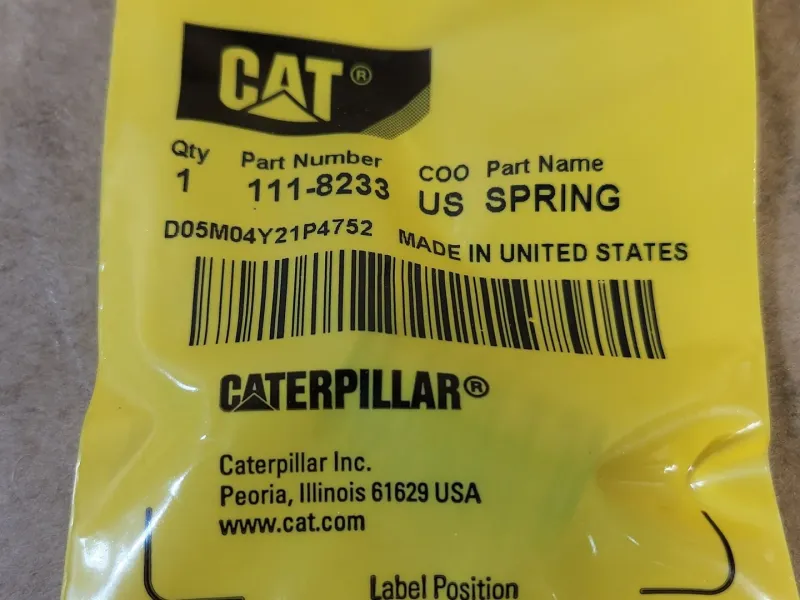 CAT®
Qty Part Number COO Part Name
1 111-8233 US SPRING
D05M04Y21P4752 MADE IN UNITED STATES
CATERPILLAR®
Caterpillar Inc.
Peoria, Illinois 61629 USA
www.cat.com
Label Position